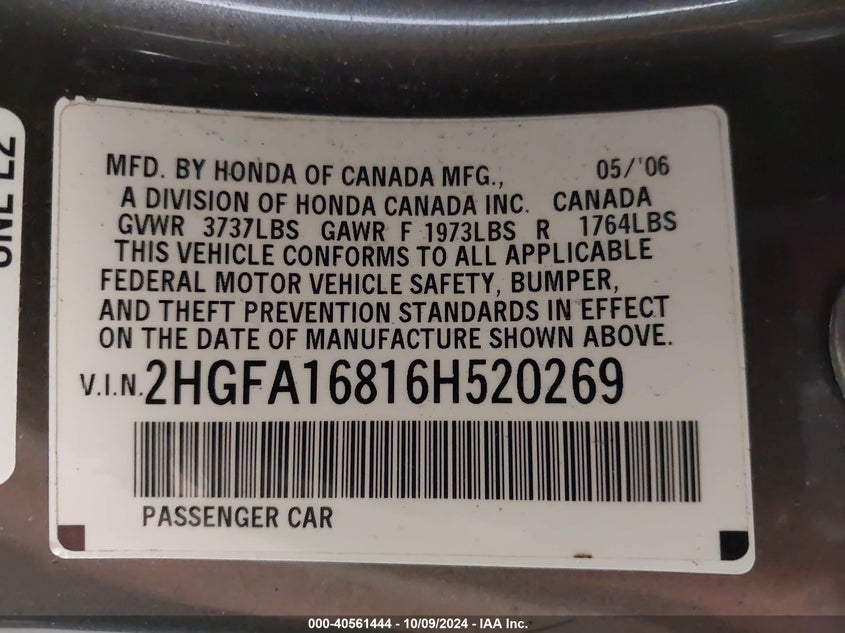 UNL L2
MFD. BY HONDA OF CANADA MFG., 05/'06
A DIVISION OF HONDA CANADA INC. CANADA
GVWR 3737LBS GAWR F 1973LBS R 1764LBS
THIS VEHICLE CONFORMS TO ALL APPLICABLE
FEDERAL MOTOR VEHICLE SAFETY, BUMPER,
AND THEFT PREVENTION STANDARDS IN EFFECT
ON THE DATE OF MANUFACTURE SHOWN ABOVE.
V.I.N. 2HGFA16816H520269
PASSENGER CAR
000-40561444 - 10/09/2024 - IAA Inc.